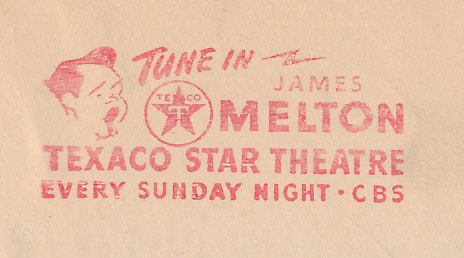 TUNE IN
JAMES
TEXACO
T
MELTON
TEXACO STAR THEATRE
EVERY SUNDAY NIGHT · CBS